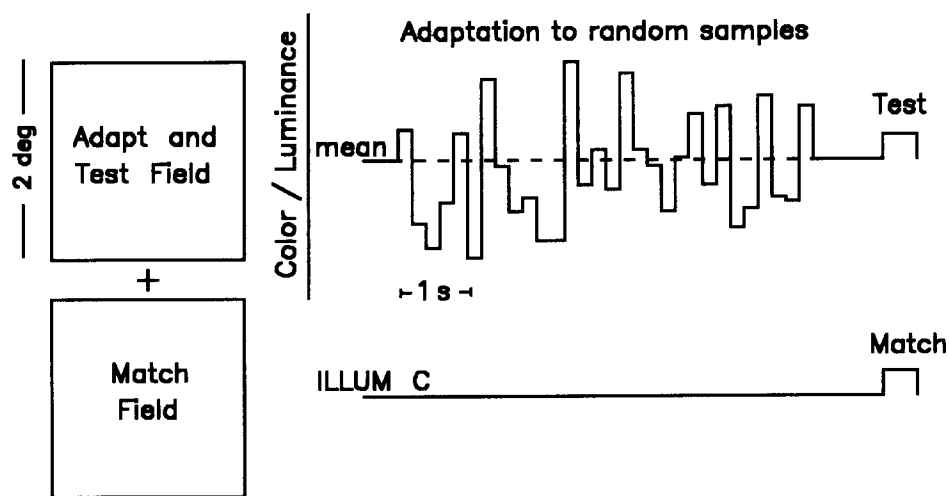 Adaptation to random samples
2 deg
Adapt and
Test Field
Color / Luminance
mean
Test
1 s
+
Match
Field
ILLUM C
Match